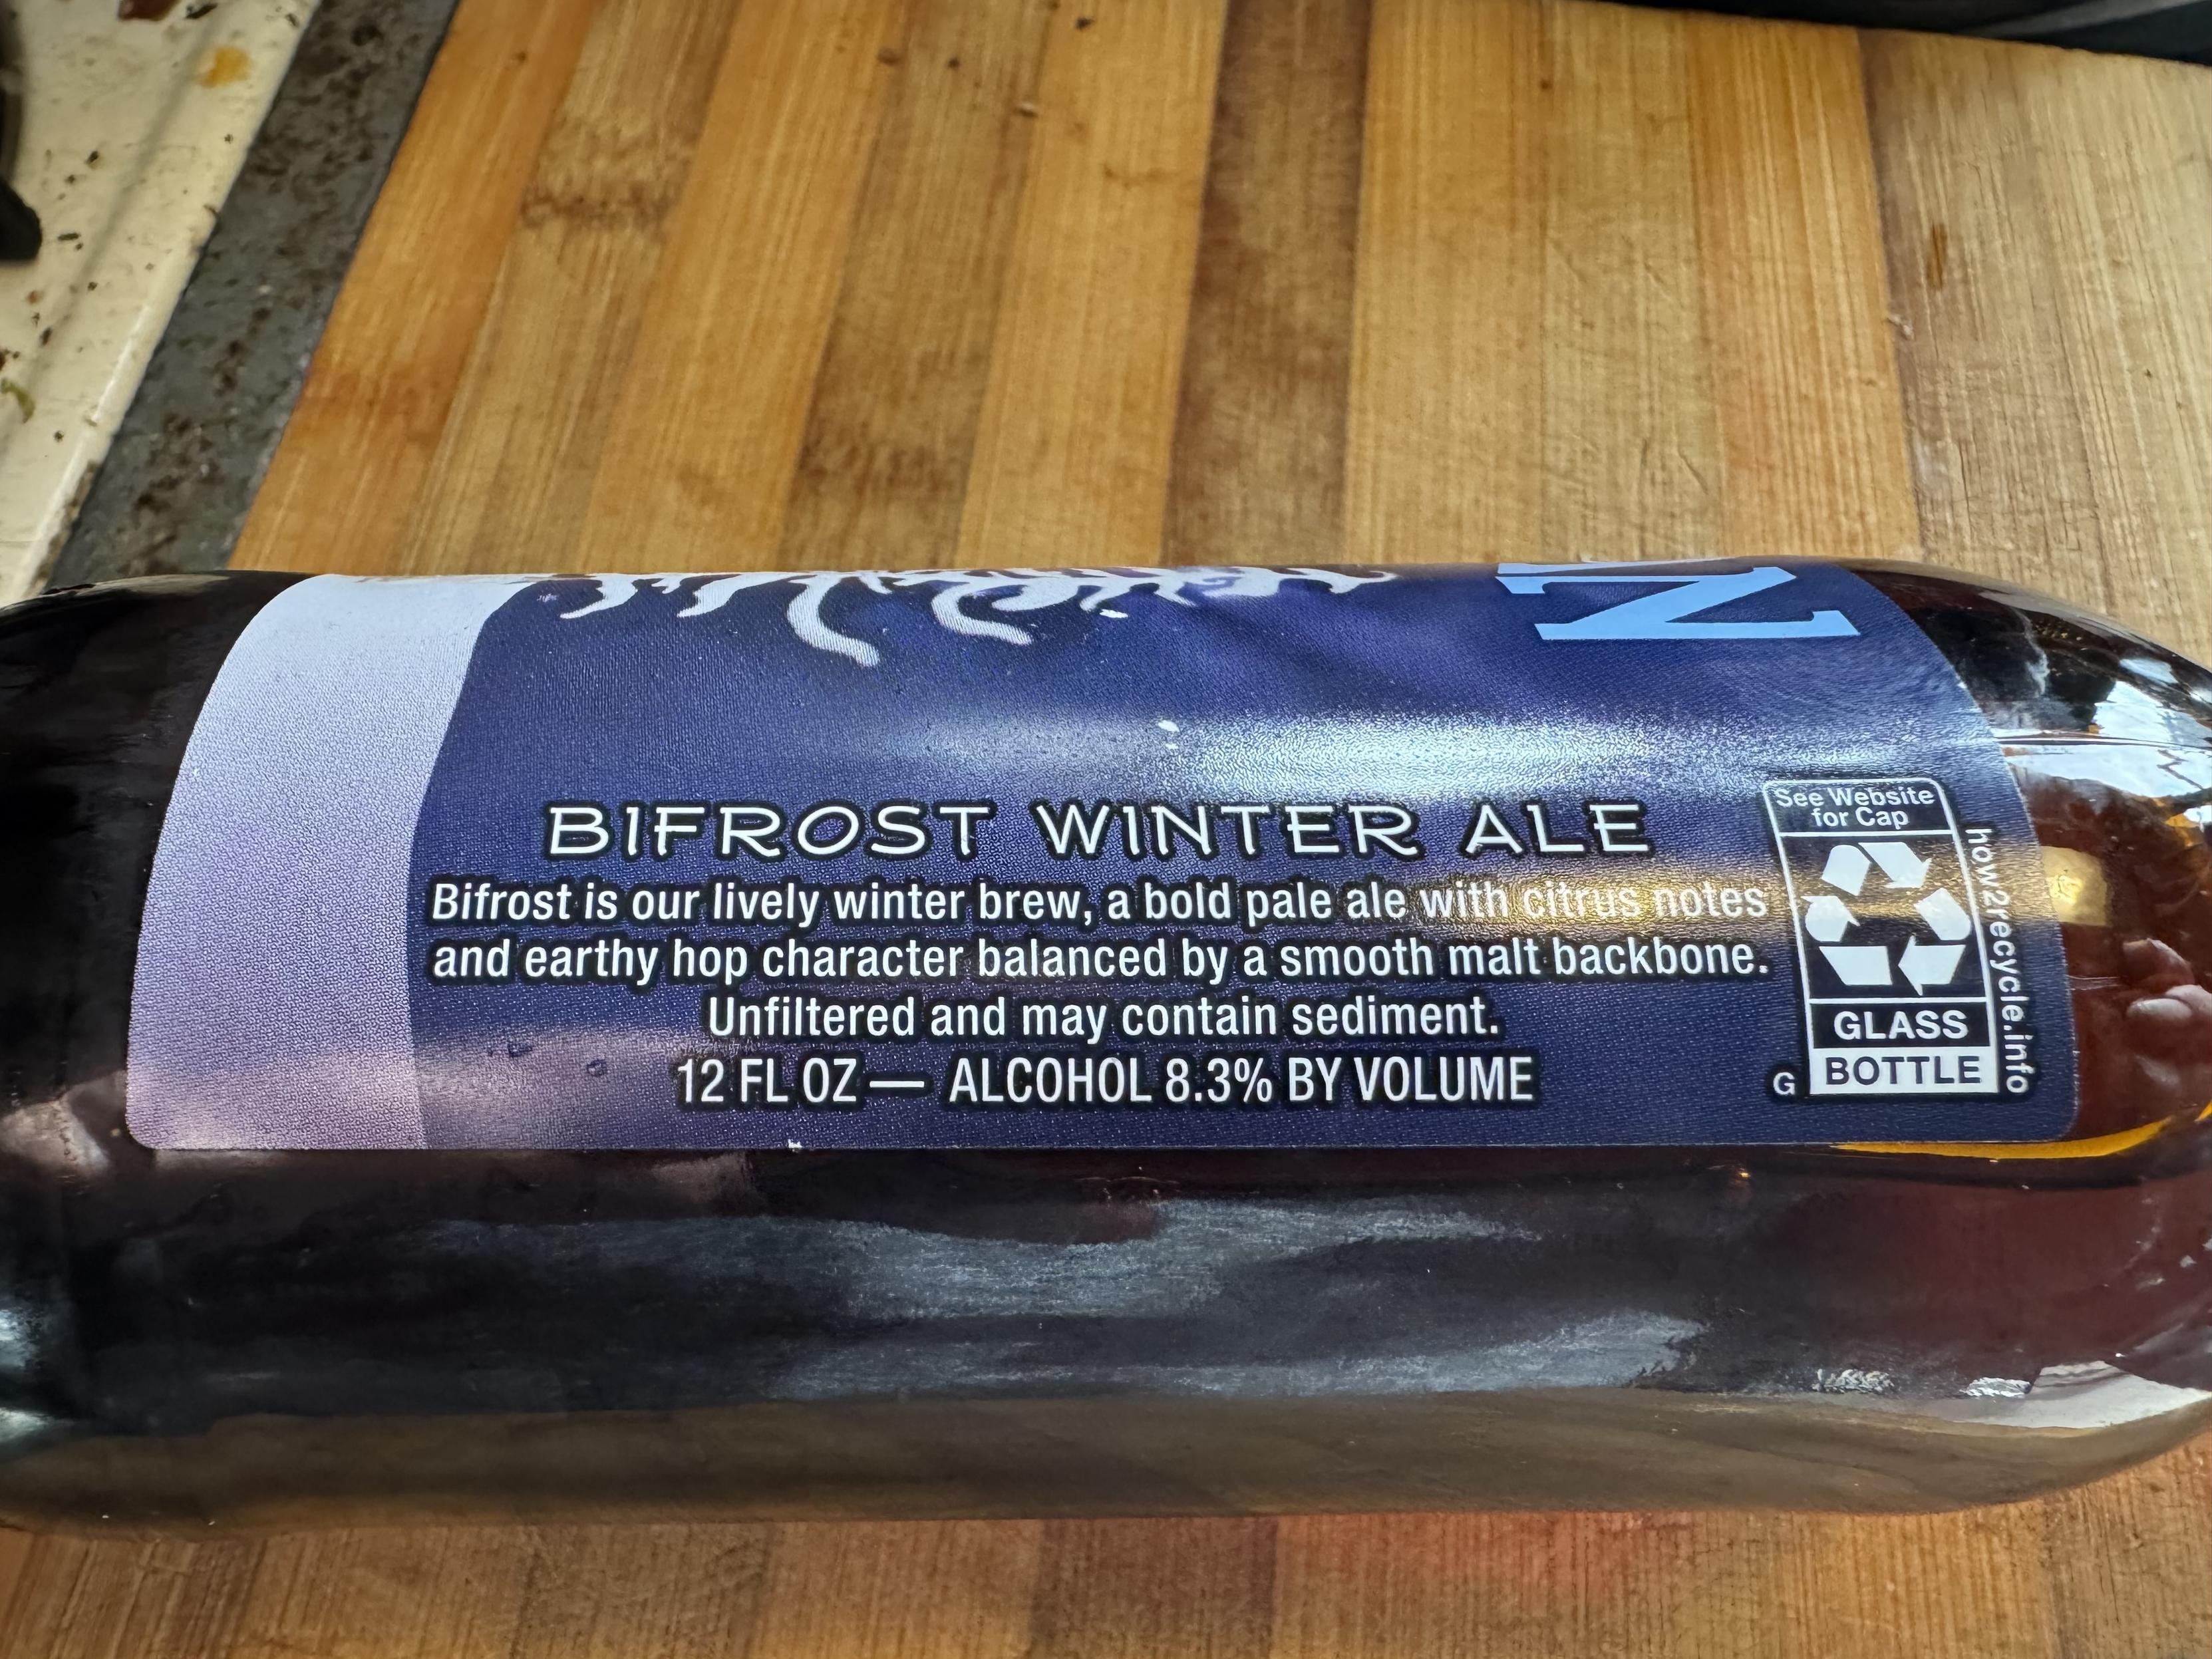 N
BIFROST WINTER ALE
Bifrost is our lively winter brew, a bold pale ale with citrus notes
and earthy hop character balanced by a smooth malt backbone.
Unfiltered and may contain sediment.
12 FL OZ — ALCOHOL 8.3% BY VOLUME
See Website
for Cap
GLASS
BOTTLE
G
how2recycle.info